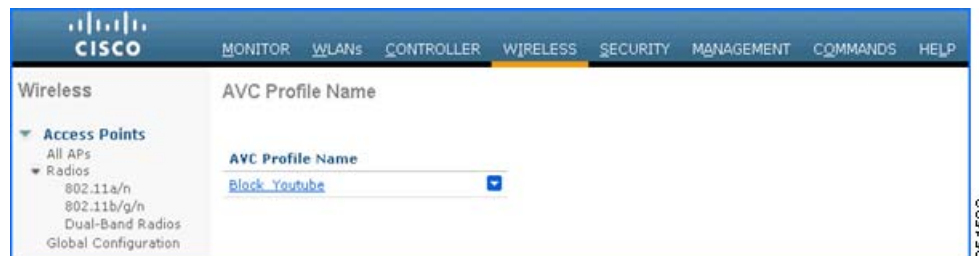 CISCO
MONITOR WLANs CONTROLLER WIRELESS SECURITY MANAGEMENT COMMANDS HELP
Wireless
Access Points
All APs
Radios
802.11a/n
802.11b/g/n
Dual-Band Radios
Global Configuration
AVC Profile Name
AVC Profile Name
Block_Youtube